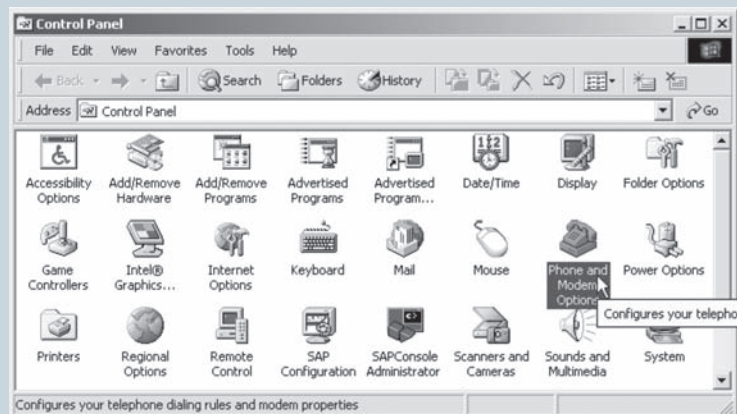 Control Panel
File Edit View Favorites Tools Help
Back Search Folders History
Address Control Panel Go
Accessibility Options
Add/Remove Hardware
Add/Remove Programs
Advertised Programs
Advertised Program...
Date/Time
Display
Folder Options
Game Controllers
Intel® Graphics...
Internet Options
Keyboard
Mail
Mouse
Phone and Modem Options
Power Options
Configures your telepho
Printers
Regional Options
Remote Control
SAP Configuration
SAPConsole Administrator
Scanners and Cameras
Sounds and Multimedia
System
Configures your telephone dialing rules and modem properties